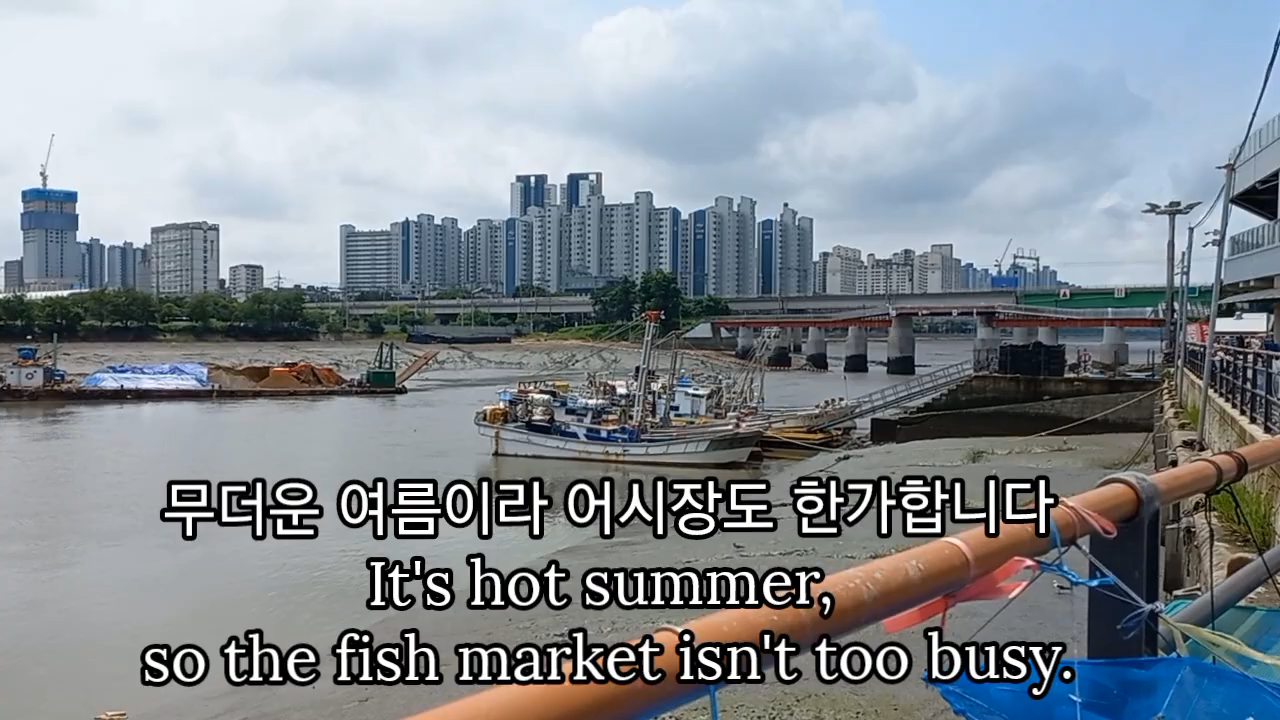 무더운 여름이라 어시장도 한가합니다
It's hot summer,
so the fish market isn't too busy.